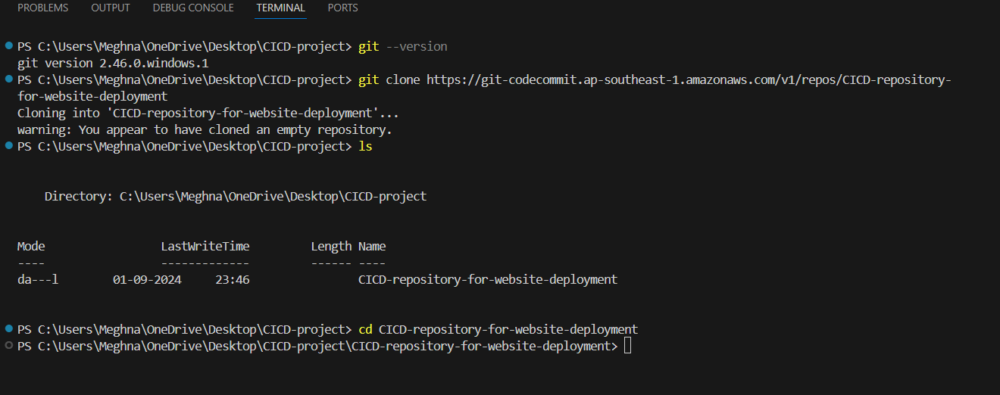 PROBLEMS OUTPUT DEBUG CONSOLE TERMINAL PORTS
PS C:\Users\Meghna\OneDrive\Desktop\CICD-project> git --version
git version 2.46.0.windows.1
PS C:\Users\Meghna\OneDrive\Desktop\CICD-project> git clone https://git-codecommit.ap-southeast-1.amazonaws.com/v1/repos/CICD-repository-
for-website-deployment
Cloning into 'CICD-repository-for-website-deployment'...
warning: You appear to have cloned an empty repository.
PS C:\Users\Meghna\OneDrive\Desktop\CICD-project> ls
Directory: C:\Users\Meghna\OneDrive\Desktop\CICD-project
Mode LastWriteTime Length Name
---- ------------- ------ ----
da---l 01-09-2024 23:46 CICD-repository-for-website-deployment
PS C:\Users\Meghna\OneDrive\Desktop\CICD-project> cd CICD-repository-for-website-deployment
PS C:\Users\Meghna\OneDrive\Desktop\CICD-project\CICD-repository-for-website-deployment>